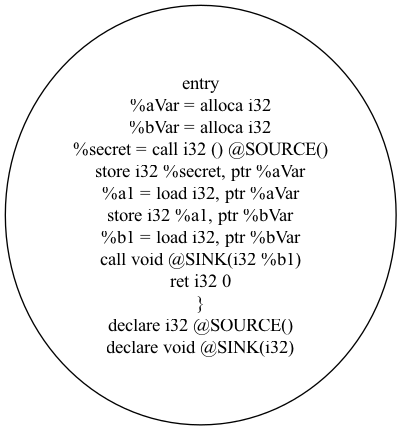 entry
%aVar = alloca i32
%bVar = alloca i32
%secret = call i32 () @SOURCE()
store i32 %secret, ptr %aVar
%a1 = load i32, ptr %aVar
store i32 %a1, ptr %bVar
%b1 = load i32, ptr %bVar
call void @SINK(i32 %b1)
ret i32 0
}
declare i32 @SOURCE()
declare void @SINK(i32)